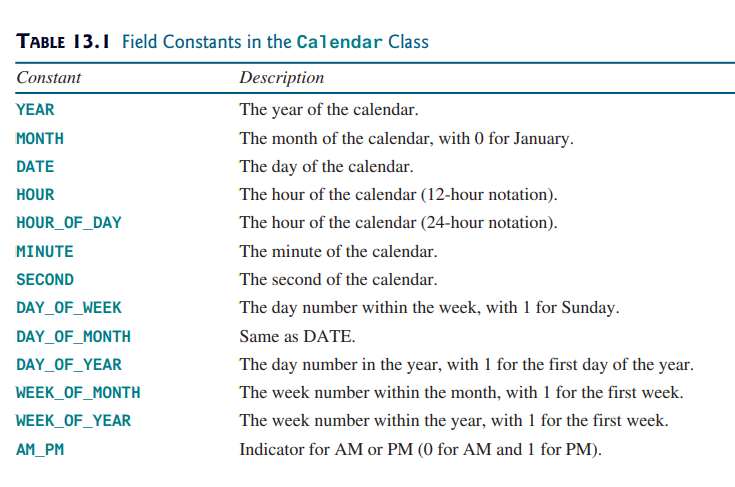 TABLE 13.1 Field Constants in the Calendar Class
Constant Description
YEAR The year of the calendar.
MONTH The month of the calendar, with 0 for January.
DATE The day of the calendar.
HOUR The hour of the calendar (12-hour notation).
HOUR_OF_DAY The hour of the calendar (24-hour notation).
MINUTE The minute of the calendar.
SECOND The second of the calendar.
DAY_OF_WEEK The day number within the week, with 1 for Sunday.
DAY_OF_MONTH Same as DATE.
DAY_OF_YEAR The day number in the year, with 1 for the first day of the year.
WEEK_OF_MONTH The week number within the month, with 1 for the first week.
WEEK_OF_YEAR The week number within the year, with 1 for the first week.
AM_PM Indicator for AM or PM (0 for AM and 1 for PM).